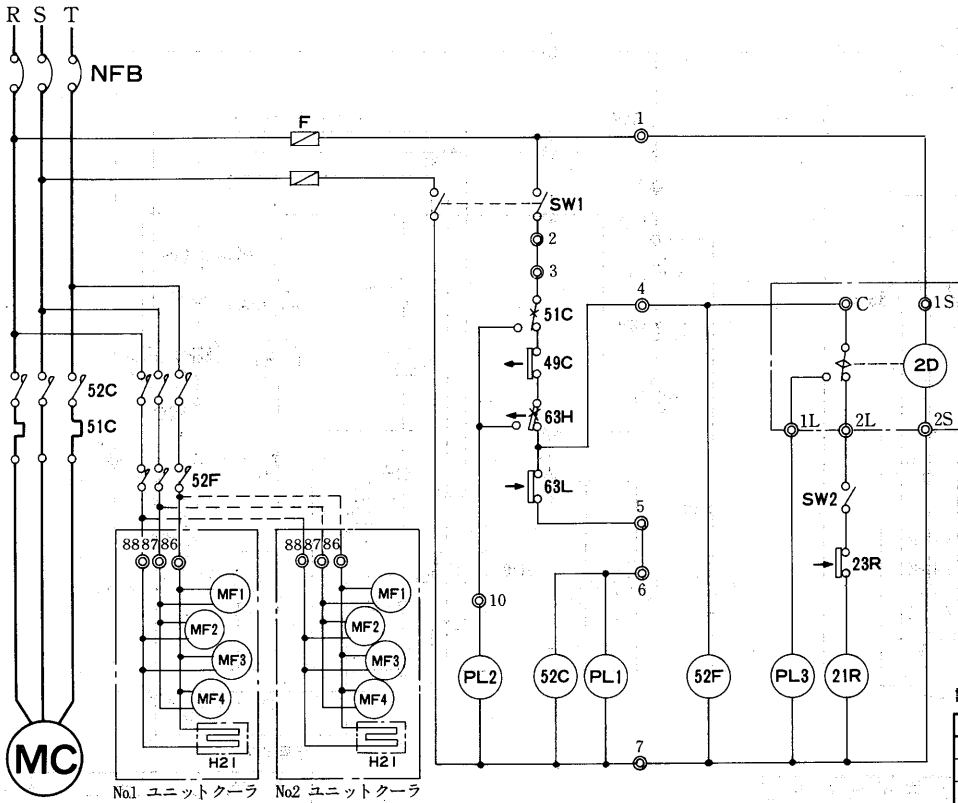 R S T
NFB
F
1
SW1
2
3
4
51C
C
1S
49C
2D
52C
63H
51C
1L
2L
2S
52F
63L
SW2
5
88 87 86
88 87 86
23R
6
MF1
MF1
10
MF2
MF2
MF3
MF3
PL2
52C
PL1
52F
PL3
21R
MF4
MF4
MC
H21
H21
7
No.1 ユニットクーラ
No2 ユニットクーラ